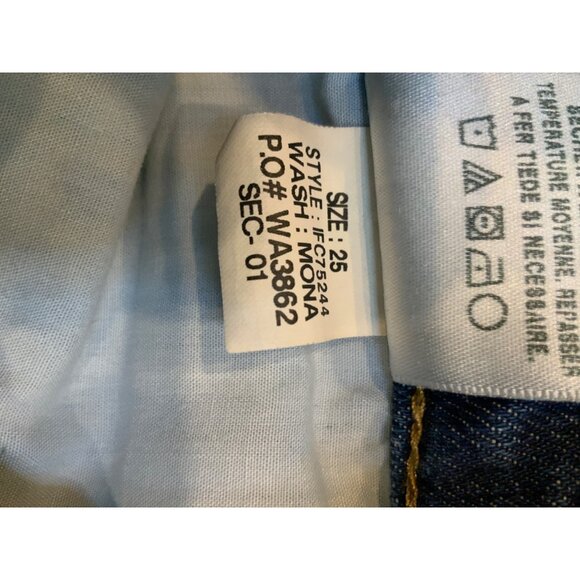 SIZE : 25
STYLE : IFC75244
WASH : MONA
P.O# WA3862
SEC- 01
TEMPERATURE MOYENNE. REPASSER
A FER TIEDE SI NECESSAIRE.